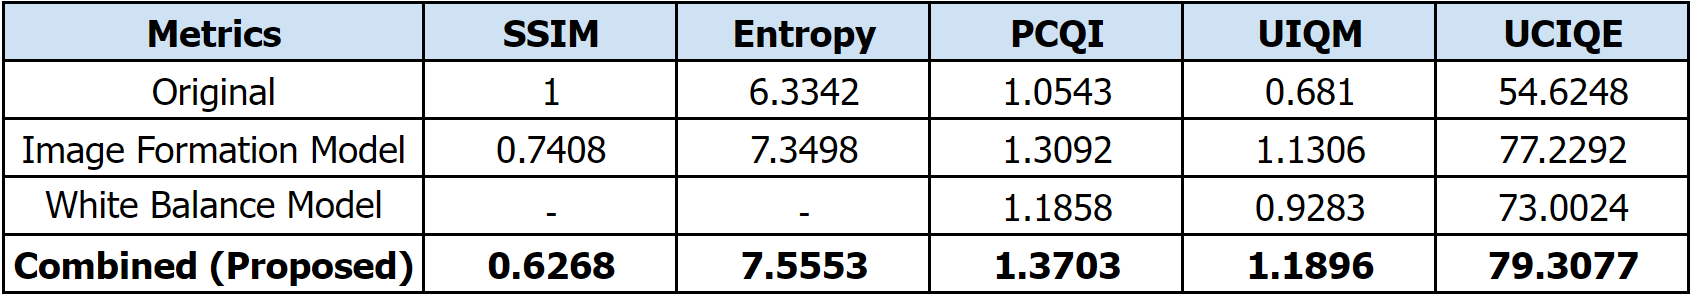 Metrics SSIM Entropy PCQI UIQM UCIQE
Original 1 6.3342 1.0543 0.681 54.6248
Image Formation Model 0.7408 7.3498 1.3092 1.1306 77.2292
White Balance Model - - 1.1858 0.9283 73.0024
Combined (Proposed) 0.6268 7.5553 1.3703 1.1896 79.3077